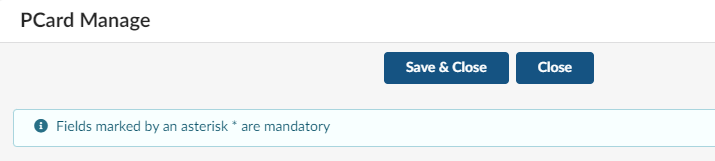 PCard Manage
Save & Close Close
Fields marked by an asterisk * are mandatory